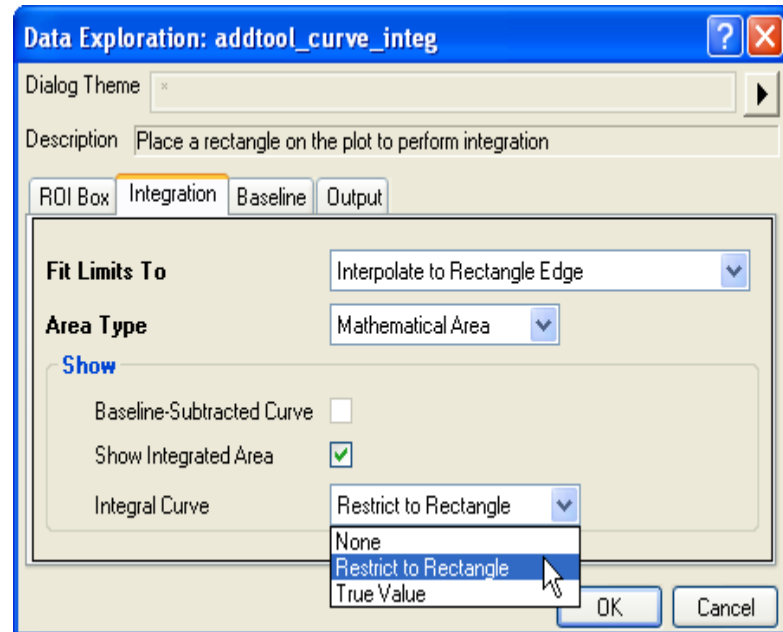 Data Exploration: addtool_curve_integ
Dialog Theme *
Description Place a rectangle on the plot to perform integration
ROI Box Integration Baseline Output
Fit Limits To Interpolate to Rectangle Edge
Area Type Mathematical Area
Show
Baseline-Subtracted Curve
Show Integrated Area
Integral Curve Restrict to Rectangle
None
Restrict to Rectangle
True Value
OK Cancel